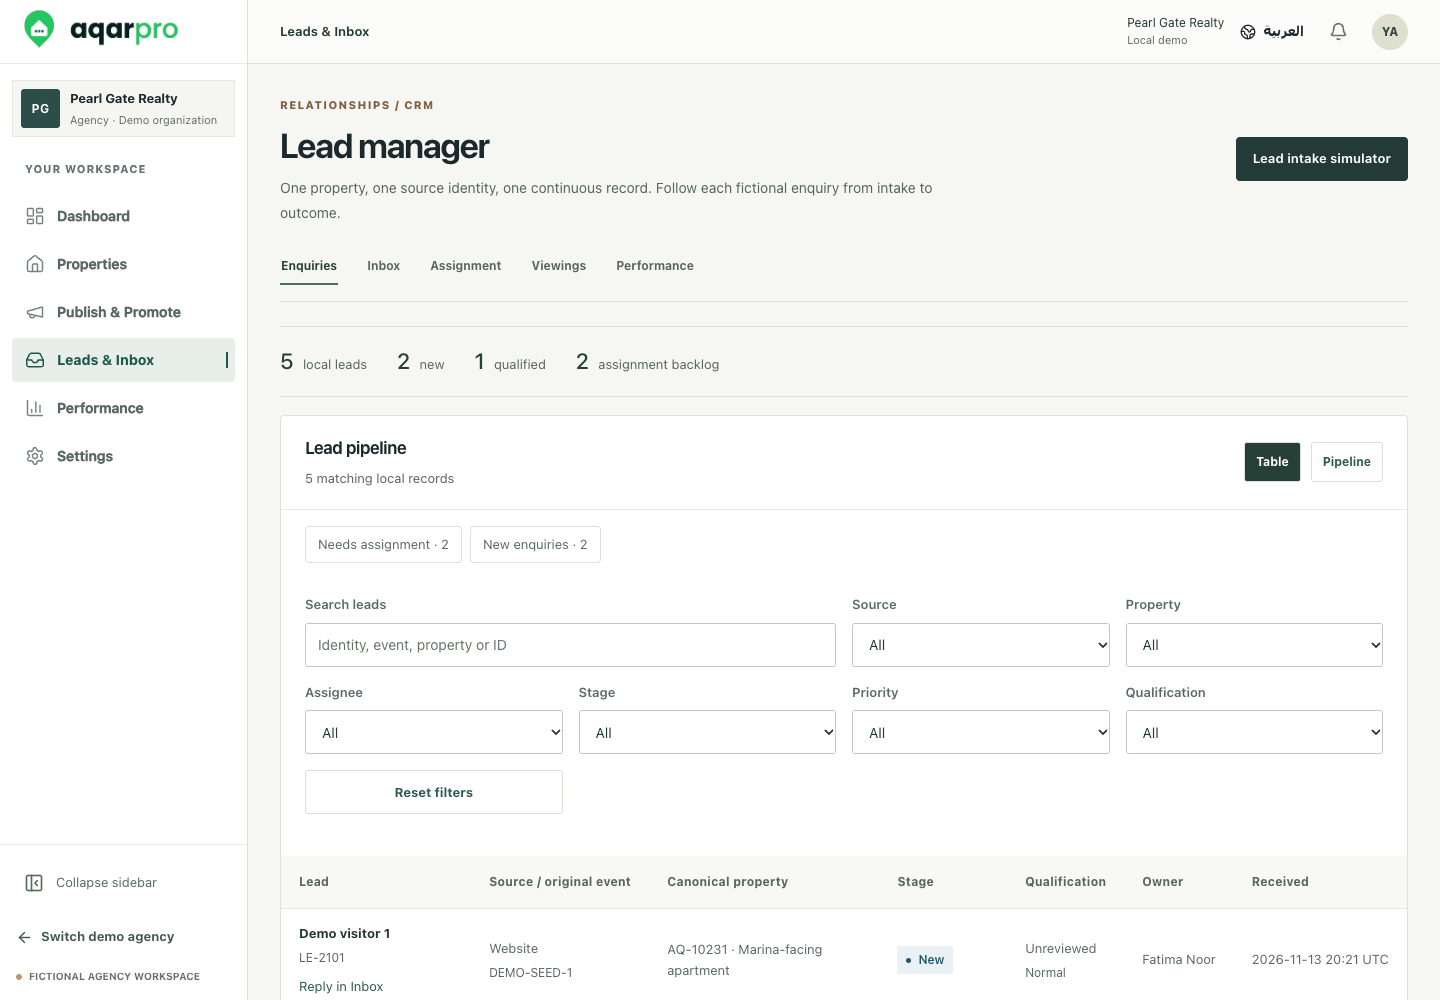 aqarpro
Leads & Inbox
Pearl Gate Realty
Local demo
العربية
YA
PG
Pearl Gate Realty
Agency · Demo organization
YOUR WORKSPACE
Dashboard
Properties
Publish & Promote
Leads & Inbox
Performance
Settings
Collapse sidebar
Switch demo agency
FICTIONAL AGENCY WORKSPACE
RELATIONSHIPS / CRM
Lead manager
One property, one source identity, one continuous record. Follow each fictional enquiry from intake to
outcome.
Lead intake simulator
Enquiries Inbox Assignment Viewings Performance
5 local leads 2 new 1 qualified 2 assignment backlog
Lead pipeline
5 matching local records
Table Pipeline
Needs assignment · 2 New enquiries · 2
Search leads Source Property
Identity, event, property or ID All All
Assignee Stage Priority Qualification
All All All All
Reset filters
Lead Source / original event Canonical property Stage Qualification Owner Received
Demo visitor 1
LE-2101
Reply in Inbox
Website
DEMO-SEED-1
AQ-10231 · Marina-facing
apartment
New
Unreviewed
Normal
Fatima Noor
2026-11-13 20:21 UTC